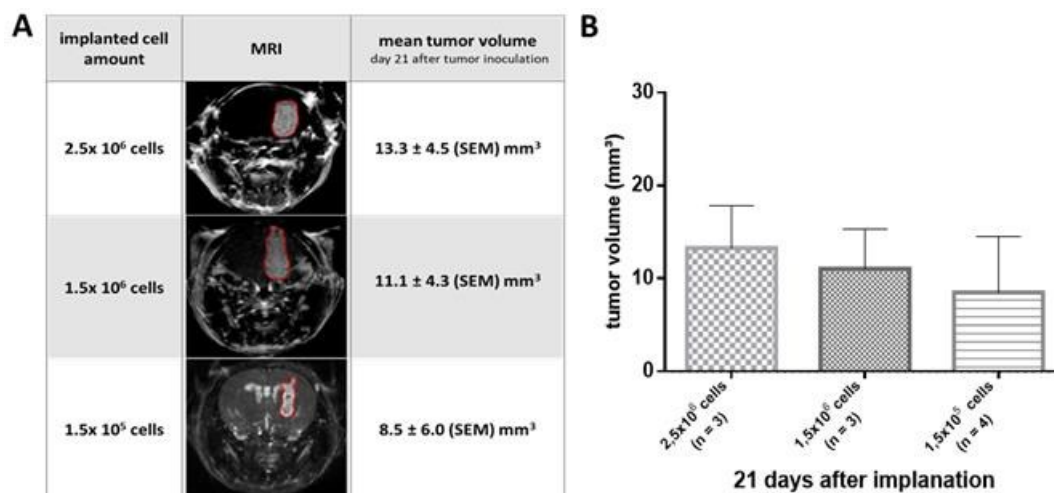 A
implanted cell
amount
MRI
mean tumor volume
day 21 after tumor inoculation
2.5x 10⁶ cells
13.3 ± 4.5 (SEM) mm³
1.5x 10⁶ cells
11.1 ± 4.3 (SEM) mm³
1.5x 10⁵ cells
8.5 ± 6.0 (SEM) mm³
B
tumor volume (mm³)
30
20
10
0
2,5x10⁶ cells
(n = 3)
1,5x10⁶ cells
(n = 3)
1,5x10⁵ cells
(n = 4)
21 days after implanation